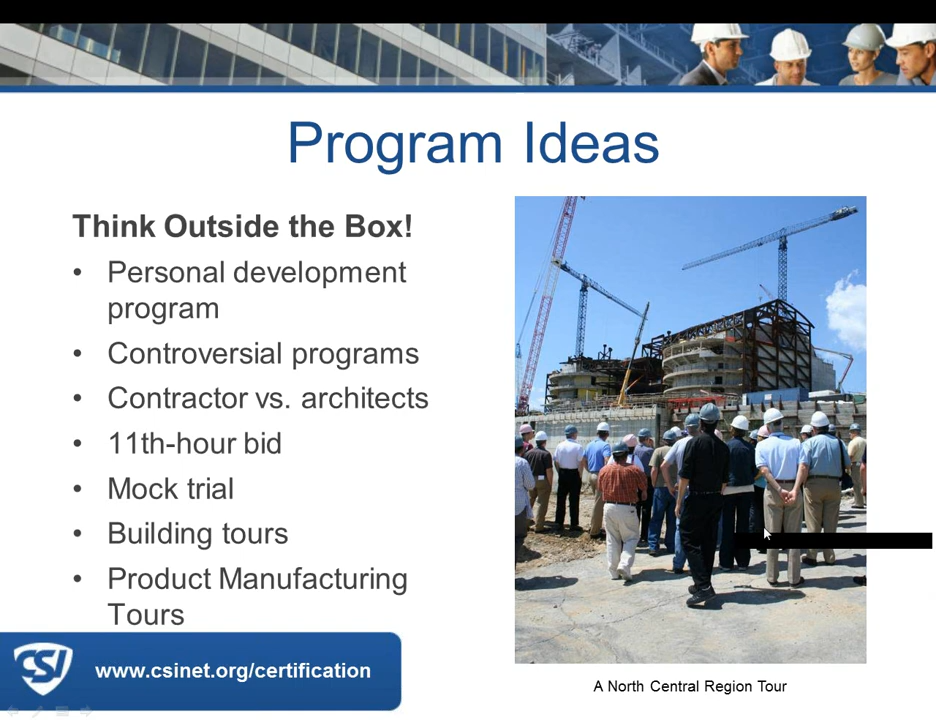 Program Ideas
Think Outside the Box!
• Personal development
program
• Controversial programs
• Contractor vs. architects
• 11th-hour bid
• Mock trial
• Building tours
• Product Manufacturing
Tours
CSI
www.csinet.org/certification
A North Central Region Tour